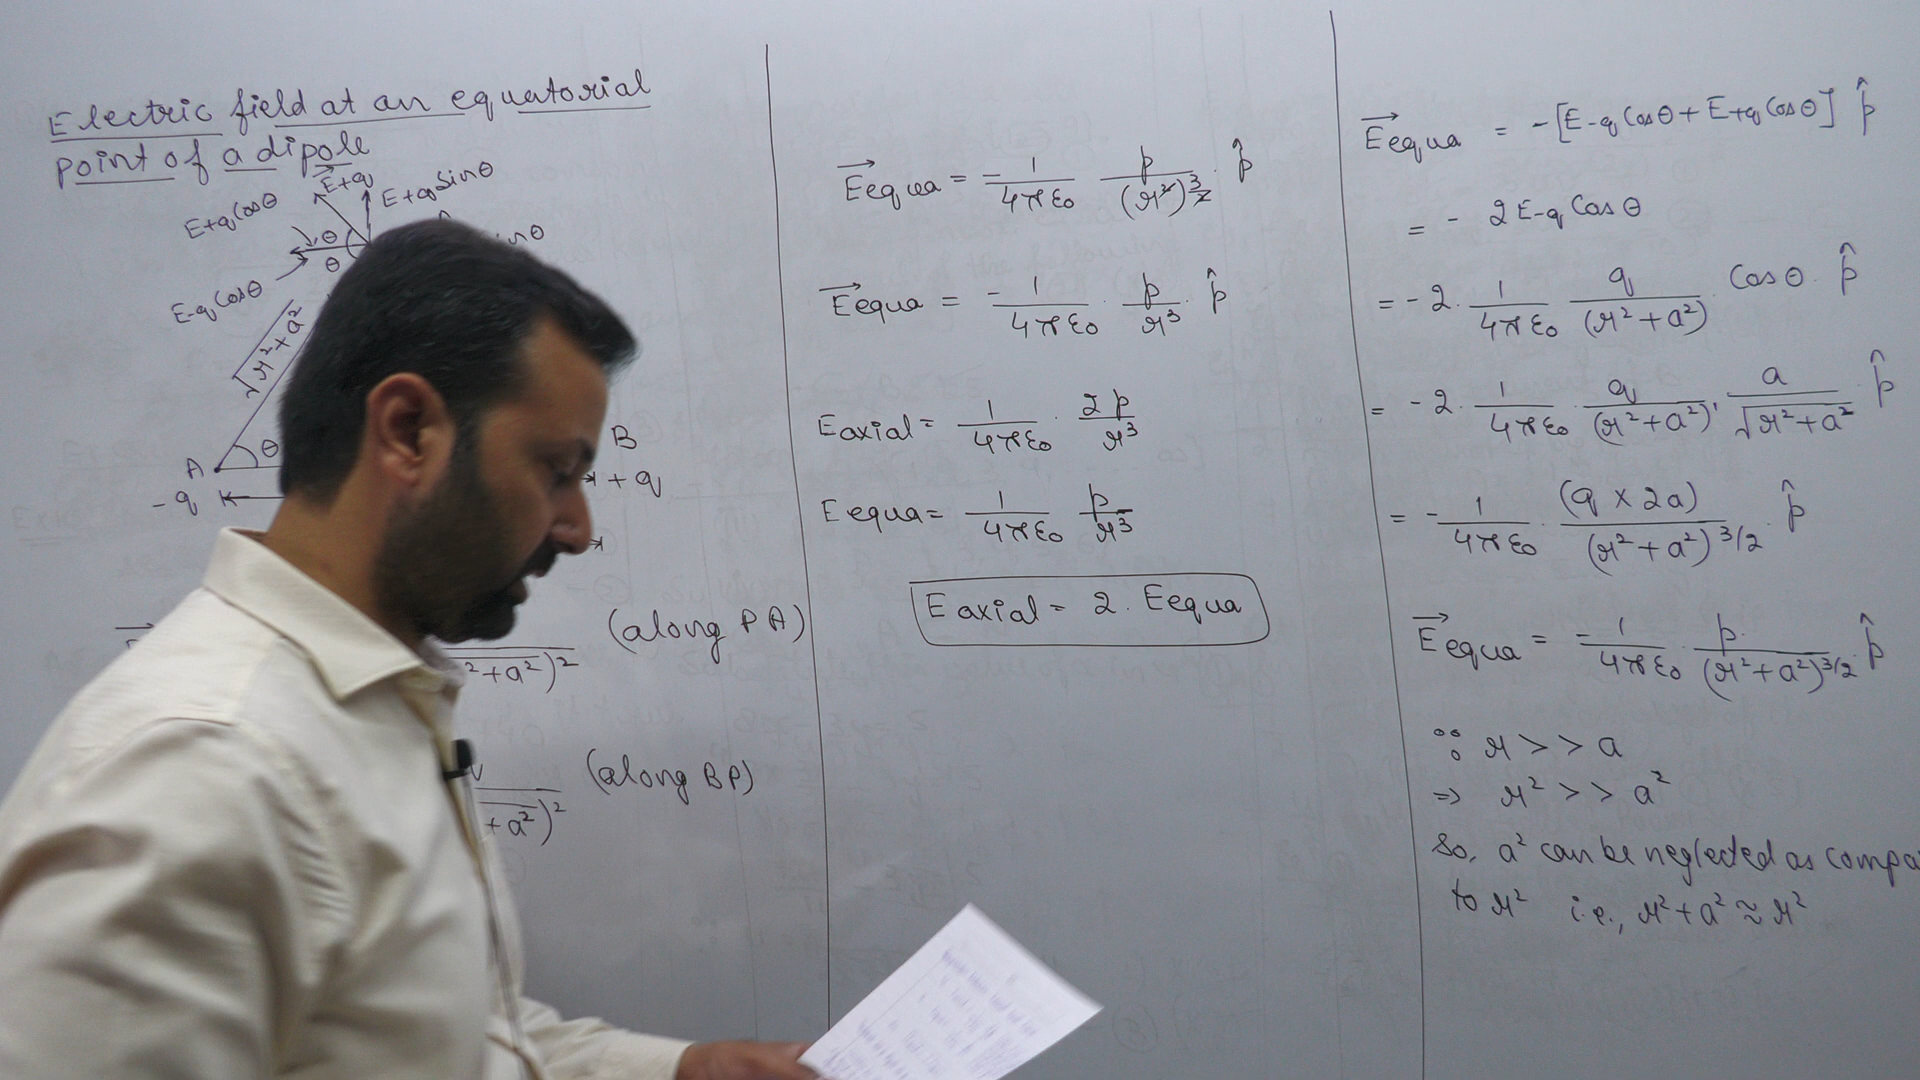 Electric field at an equatorial
point of a dipole
E+q
E+q Sinθ
E+q Cosθ
θ
θ
inθ
E-q Cosθ
√r²+a²
A
θ
B
-q
+q
(along PA)
²+a²)²
(along BP)
+a²)²
Eequa = -1/4πε₀ p/(r²)^3/2 . p̂
Eequa = -1/4πε₀ . p/r³ . p̂
Eaxial = 1/4πε₀ . 2p/r³
Eequa = 1/4πε₀ p/r³
Eaxial = 2. Eequa
Eequa = -[E-q Cosθ + E+q Cosθ] p̂
= - 2E-q Cosθ
= -2. 1/4πε₀ q/(r²+a²) . Cosθ . p̂
= -2. 1/4πε₀ . q/(r²+a²) . a/√r²+a² . p̂
= -1/4πε₀ . (q × 2a)/(r²+a²)^3/2 . p̂
Eequa = -1/4πε₀ . p/(r²+a²)^3/2 . p̂
∵ r >> a
⇒ r² >> a²
So, a² can be neglected as compa
to r² i.e., r²+a² ≈ r²